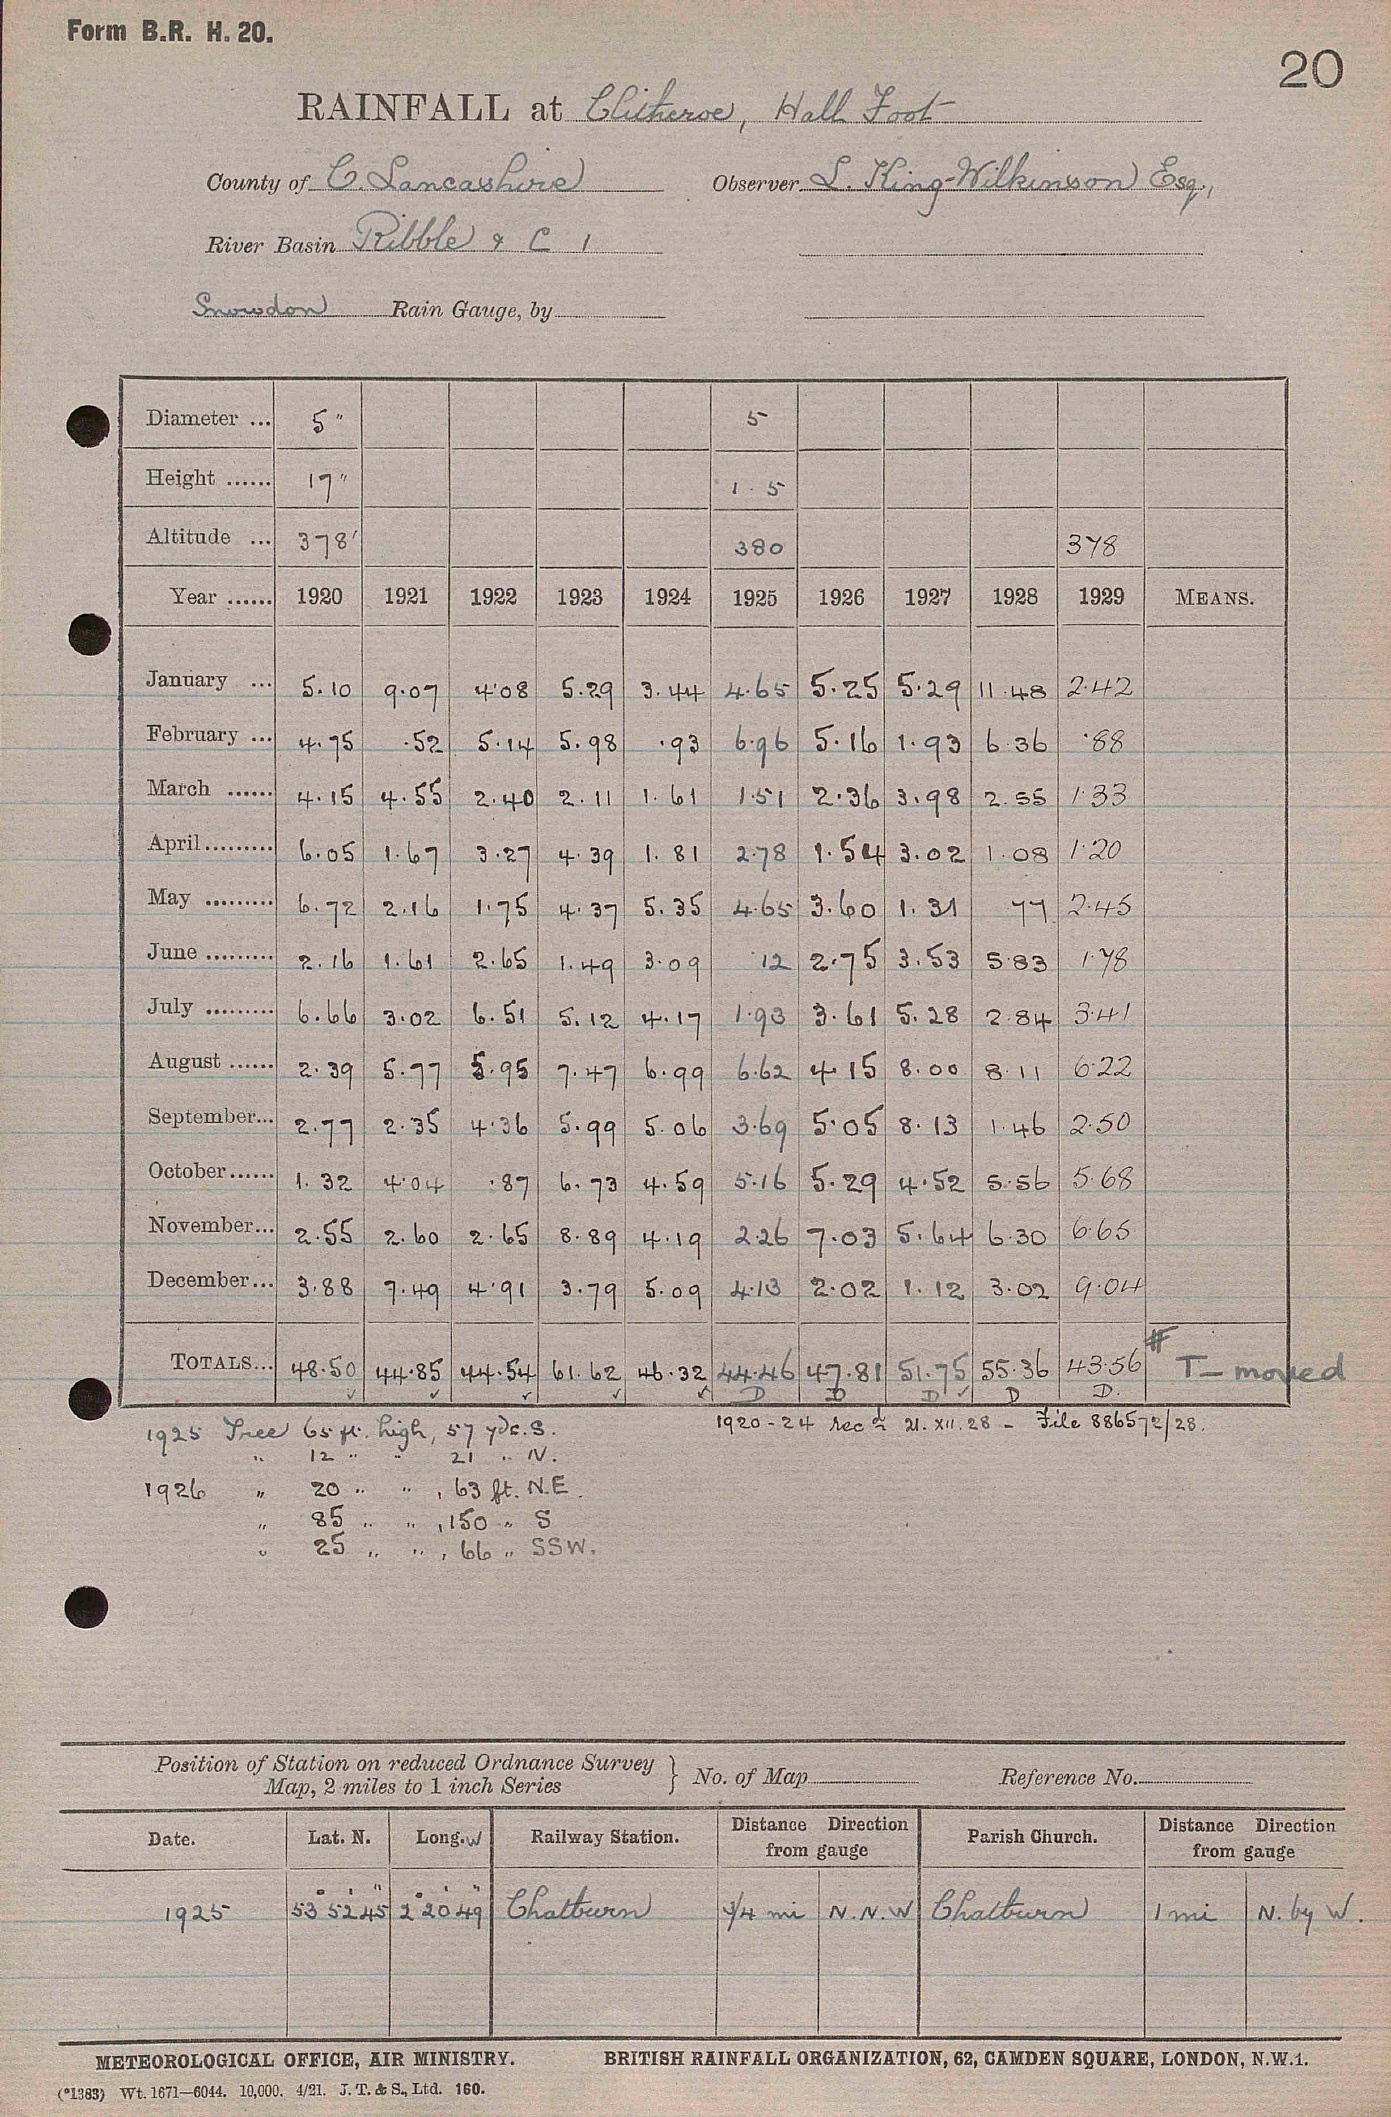 Form B.R. H. 20.
20
RAINFALL at Clitheroe, Hall Foot
County of C. Lancashire Observer L. King-Wilkinson Esq.,
River Basin Ribble & C 1
Snowdon Rain Gauge, by
Diameter ... 5" 5
Height ...... 17" 1 . 5
Altitude ... 378' 380 378
Year ...... 1920 1921 1922 1923 1924 1925 1926 1927 1928 1929 MEANS.
January ... 5.10 9.07 4.08 5.29 3.44 4.65 5.25 5.29 11.48 2.42
February ... 4.75 .52 5.14 5.98 .93 6.96 5.16 1.93 6.36 .88
March ...... 4.15 4.55 2.40 2.11 1.61 1.51 2.36 3.98 2.55 1.33
April ......... 6.05 1.67 3.27 4.39 1.81 2.78 1.54 3.02 1.08 1.20
May ......... 6.72 2.16 1.75 4.37 5.35 4.65 3.60 1.31 77 2.45
June ......... 2.16 1.61 2.65 1.49 3.09 .12 2.75 3.53 5.83 1.78
July ......... 6.66 3.02 6.51 5.12 4.17 1.93 3.61 5.28 2.84 3.41
August ...... 2.39 5.77 5.95 7.47 6.99 6.62 4.15 8.00 8.11 6.22
September... 2.77 2.35 4.36 5.99 5.06 3.69 5.05 8.13 1.46 2.50
October...... 1.32 4.04 .87 6.73 4.59 5.16 5.29 4.52 5.56 5.68
November... 2.55 2.60 2.65 8.89 4.19 2.26 7.03 5.64 6.30 6.65
December... 3.88 7.49 4.91 3.79 5.09 4.13 2.02 1.12 3.02 9.04
TOTALS... 48.50 44.85 44.54 61.62 46.32 44.46 47.81 51.75 55.36 43.56 # T- moved
✓ ✓ ✓ ✓ ✓ D D D ✓ D D.
1925 Tree 65 ft. high, 57 yds. S. 1920-24 recd 21.XII.28 - File 886572/28.
" 12 " " 21 " N.
1926 " 20 " " , 63 ft. N.E.
" 85 " " , 150 " S
" 25 " " , 66 " SSW.
Position of Station on reduced Ordnance Survey Map, 2 miles to 1 inch Series } No. of Map Reference No.
Date. Lat. N. Long. W Railway Station. Distance Direction from gauge Parish Church. Distance Direction from gauge
1925 53° 52' 45" 2° 20' 49" Chatburn 3/4 mi N.N.W Chatburn 1 mi N. by W.
METEOROLOGICAL OFFICE, AIR MINISTRY. BRITISH RAINFALL ORGANIZATION, 62, CAMDEN SQUARE, LONDON, N.W.1.
(*1383) Wt. 1671—6044. 10,000. 4/21. J. T. & S., Ltd. 160.